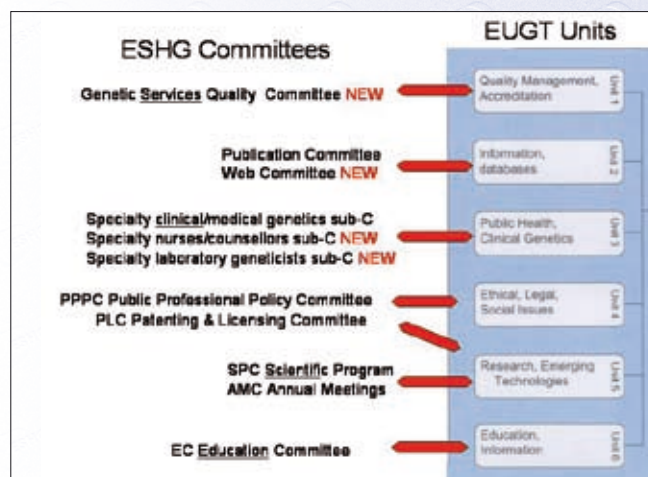 ESHG Committees
EUGT Units
Genetic Services Quality Committee NEW
Quality Management,
Accreditation
Unit 1
Publication Committee
Web Committee NEW
Information,
databases
Unit 2
Specialty clinical/medical genetics sub-C
Specialty nurses/counsellors sub-C NEW
Specialty laboratory geneticists sub-C NEW
Public Health,
Clinical Genetics
Unit 3
PPPC Public Professional Policy Committee
PLC Patenting & Licensing Committee
Ethical, Legal,
Social Issues
Unit 4
SPC Scientific Program
AMC Annual Meetings
Research, Emerging
Technologies
Unit 5
EC Education Committee
Education,
Information
Unit 6